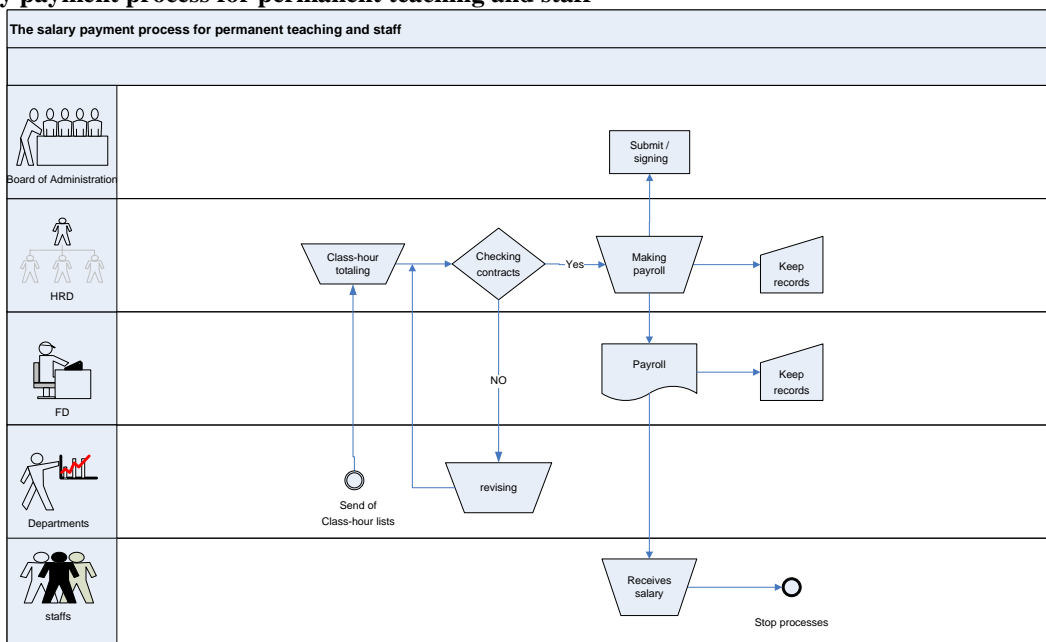 y payment process for permanent teaching and staff
The salary payment process for permanent teaching and staff
Submit /
signing
Board of Administration
Class-hour
totaling
Checking
contracts
Yes
Making
payroll
Keep
records
HRD
Payroll
Keep
records
NO
FD
revising
Send of
Class-hour lists
Departments
Receives
salary
staffs
Stop processes